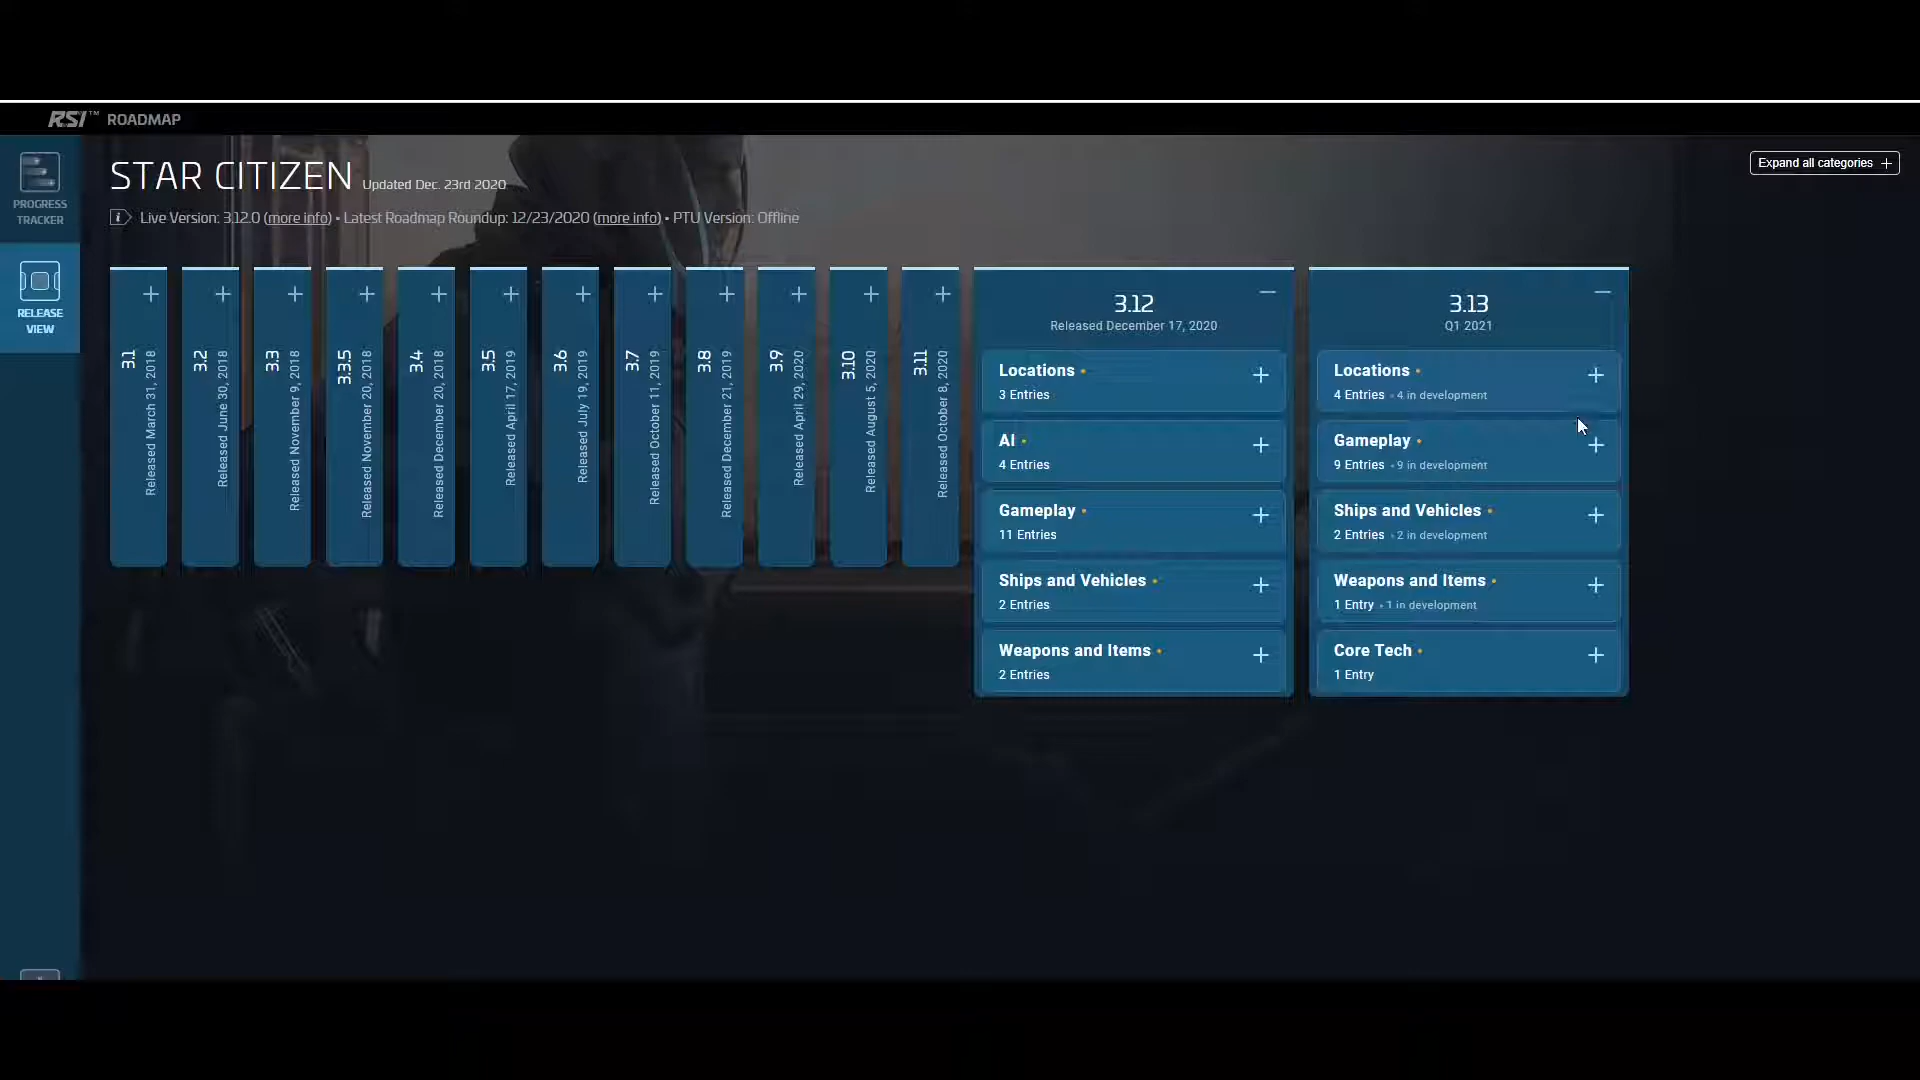 RSI™ ROADMAP
PROGRESS
TRACKER
RELEASE
VIEW
STAR CITIZEN Updated Dec. 23rd 2020
Expand all categories +
Live Version: 3.12.0 (more info) • Latest Roadmap Roundup: 12/23/2020 (more info) • PTU Version: Offline
3.1
Released March 31, 2018
3.2
Released June 30, 2018
3.3
Released November 9, 2018
3.3.5
Released November 20, 2018
3.4
Released December 20, 2018
3.5
Released April 17, 2019
3.6
Released July 19, 2019
3.7
Released October 11, 2019
3.8
Released December 21, 2019
3.9
Released April 29, 2020
3.10
Released August 5, 2020
3.11
Released October 8, 2020
3.12
Released December 17, 2020
Locations •
3 Entries
AI •
4 Entries
Gameplay •
11 Entries
Ships and Vehicles •
2 Entries
Weapons and Items •
2 Entries
3.13
Q1 2021
Locations •
4 Entries • 4 in development
Gameplay •
9 Entries • 9 in development
Ships and Vehicles •
2 Entries • 2 in development
Weapons and Items •
1 Entry • 1 in development
Core Tech •
1 Entry